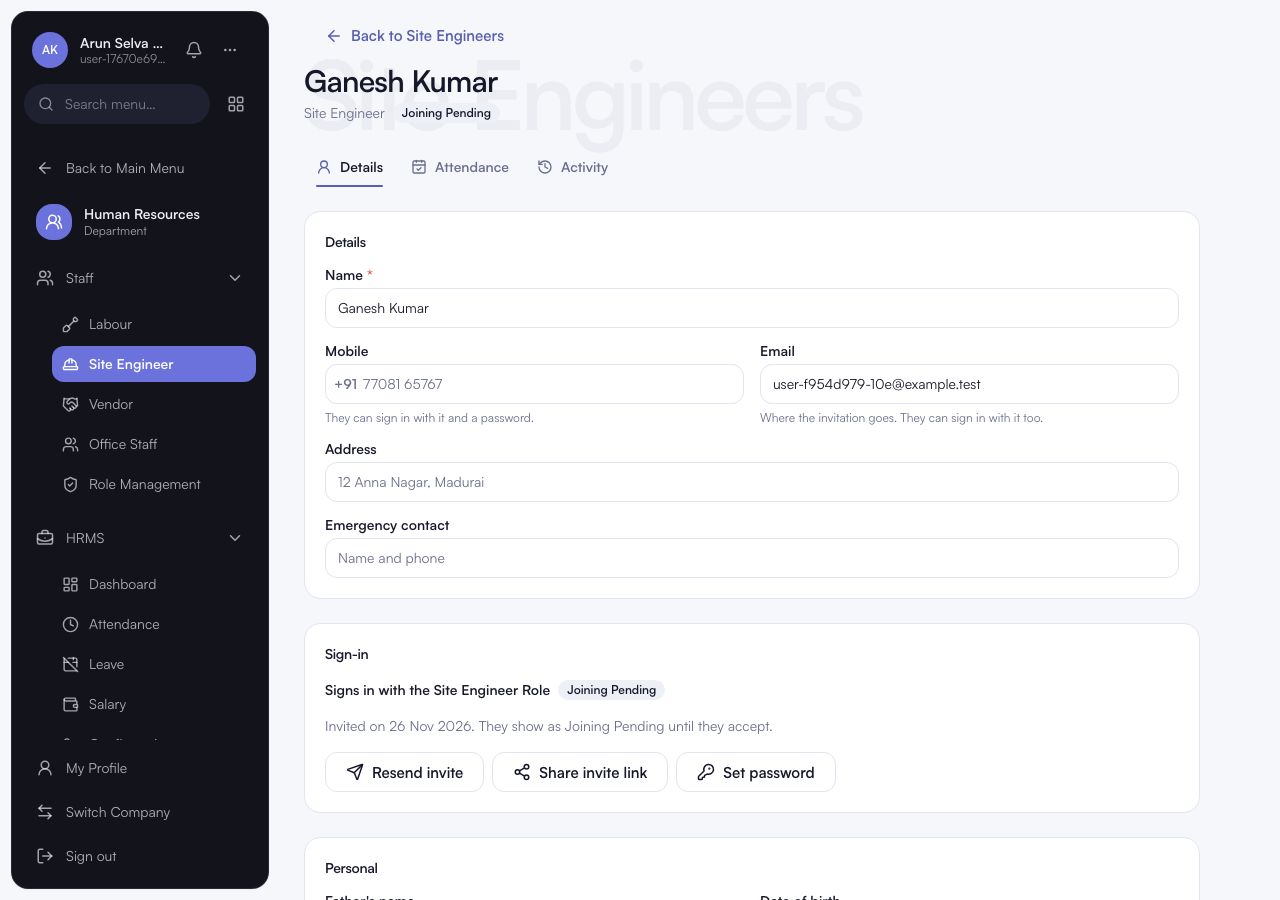 AK
Arun Selva ...
user-17670e69...
Search menu...
Back to Main Menu
Human Resources
Department
Staff
Labour
Site Engineer
Vendor
Office Staff
Role Management
HRMS
Dashboard
Attendance
Leave
Salary
My Profile
Switch Company
Sign out
Back to Site Engineers
Site Engineers
Ganesh Kumar
Site Engineer Joining Pending
Details Attendance Activity
Details
Name *
Ganesh Kumar
Mobile Email
+91 77081 65767 user-f954d979-10e@example.test
They can sign in with it and a password. Where the invitation goes. They can sign in with it too.
Address
12 Anna Nagar, Madurai
Emergency contact
Name and phone
Sign-in
Signs in with the Site Engineer Role Joining Pending
Invited on 26 Nov 2026. They show as Joining Pending until they accept.
Resend invite Share invite link Set password
Personal
Father's name Date of birth